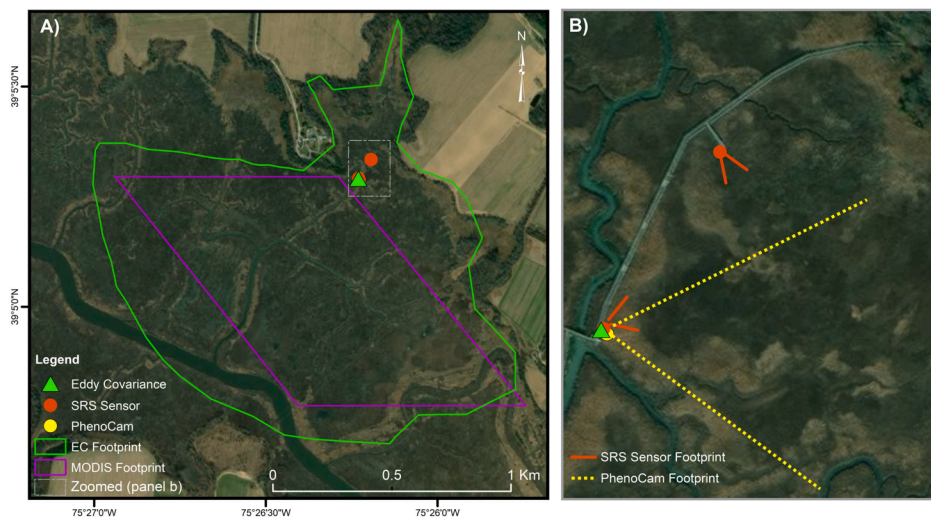 A)
N
39°5'30"N
39°5'0"N
Legend
Eddy Covariance
SRS Sensor
PhenoCam
EC Footprint
MODIS Footprint
Zoomed (panel b)
0 0.5 1 Km
75°27'0"W 75°26'30"W 75°26'0"W
B)
SRS Sensor Footprint
PhenoCam Footprint